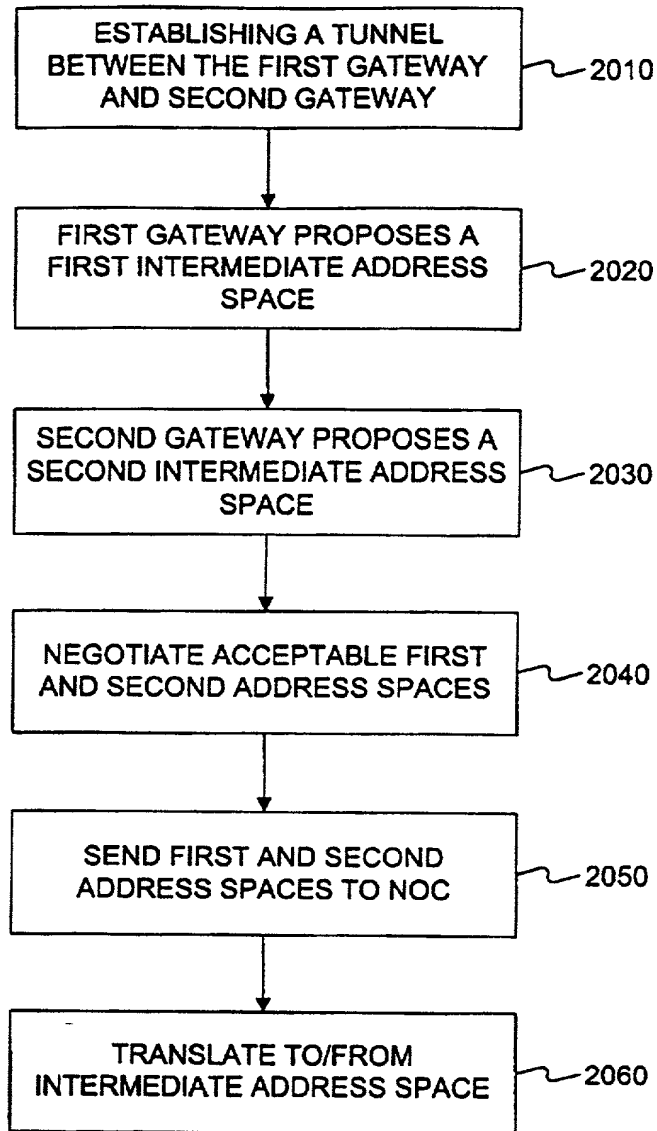 ESTABLISHING A TUNNEL
BETWEEN THE FIRST GATEWAY
AND SECOND GATEWAY
2010
FIRST GATEWAY PROPOSES A
FIRST INTERMEDIATE ADDRESS
SPACE
2020
SECOND GATEWAY PROPOSES A
SECOND INTERMEDIATE ADDRESS
SPACE
2030
NEGOTIATE ACCEPTABLE FIRST
AND SECOND ADDRESS SPACES
2040
SEND FIRST AND SECOND
ADDRESS SPACES TO NOC
2050
TRANSLATE TO/FROM
INTERMEDIATE ADDRESS SPACE
2060